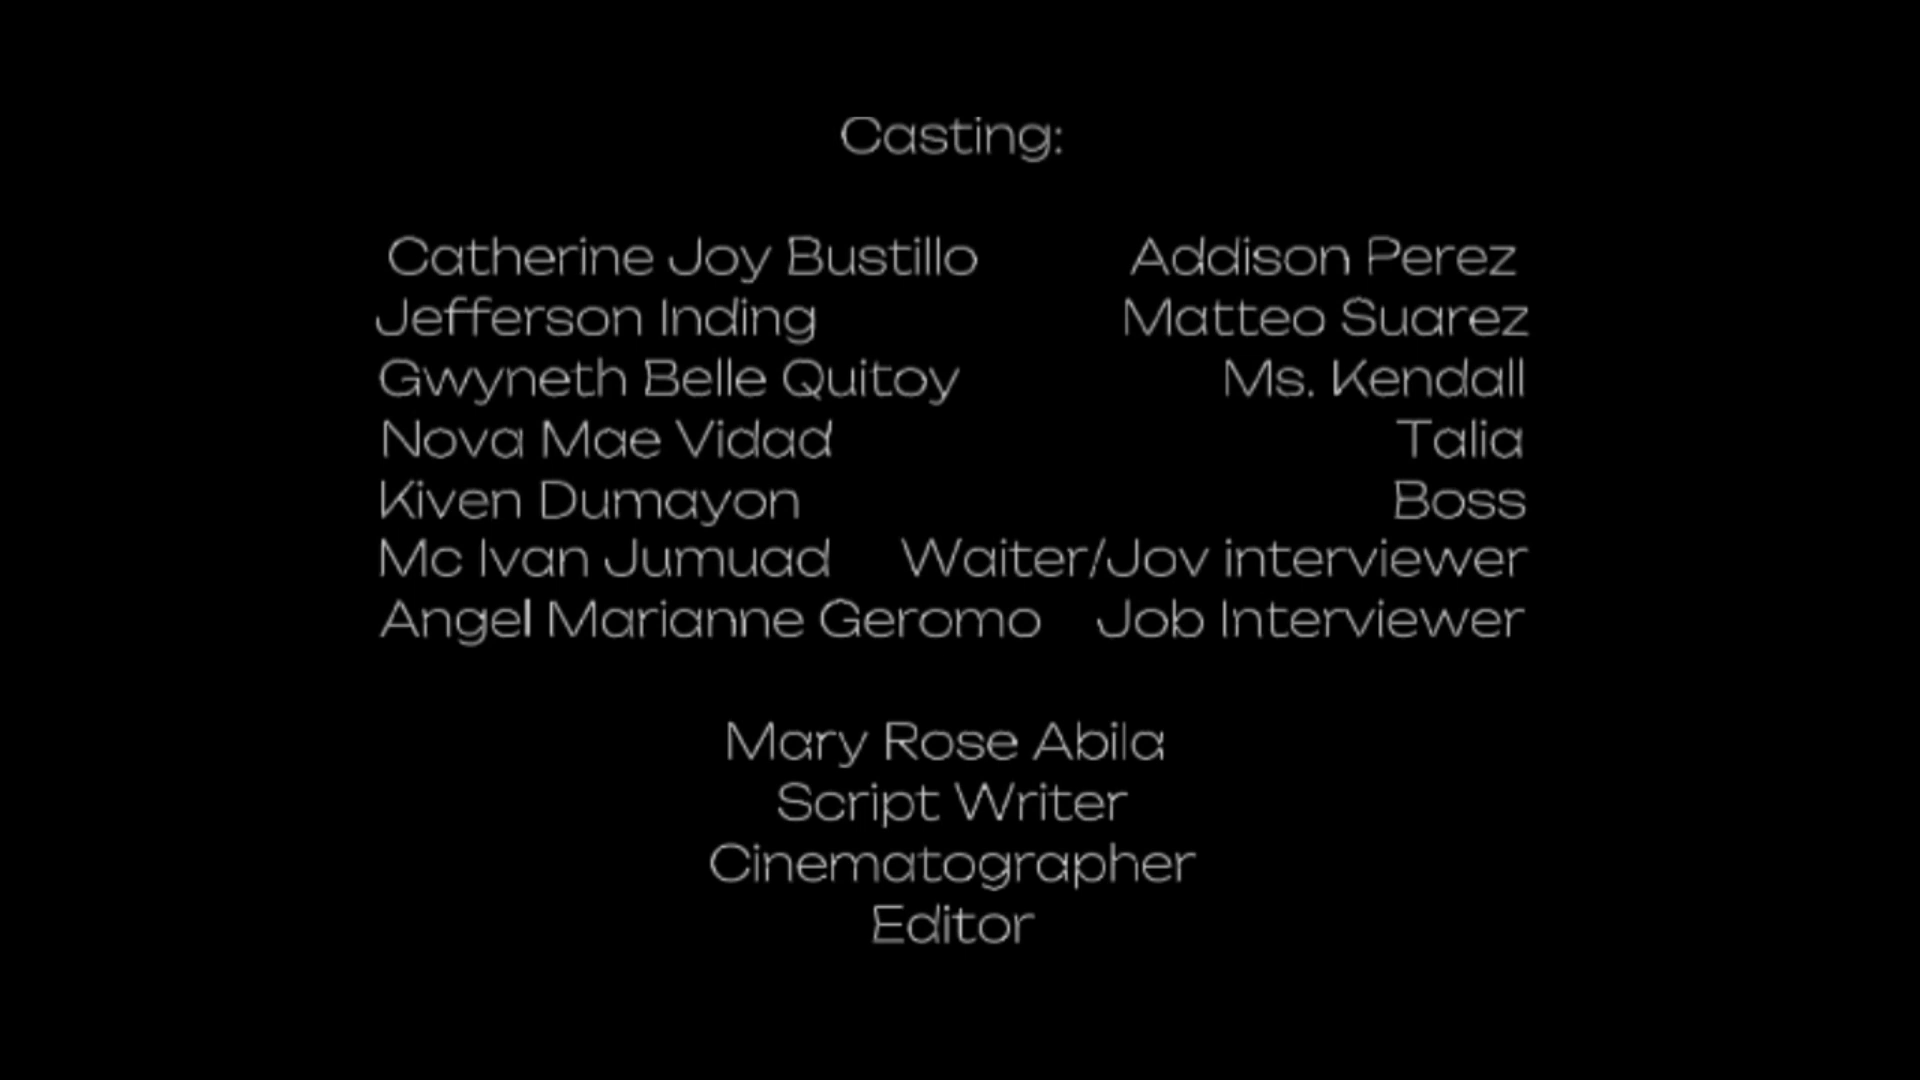 Casting:
Catherine Joy Bustillo Addison Perez
Jefferson Inding Matteo Suarez
Gwyneth Belle Quitoy Ms. Kendall
Nova Mae Vidad Talia
Kiven Dumayon Boss
Mc Ivan Jumuad Waiter/Jov interviewer
Angel Marianne Geromo Job Interviewer
Mary Rose Abila
Script Writer
Cinematographer
Editor